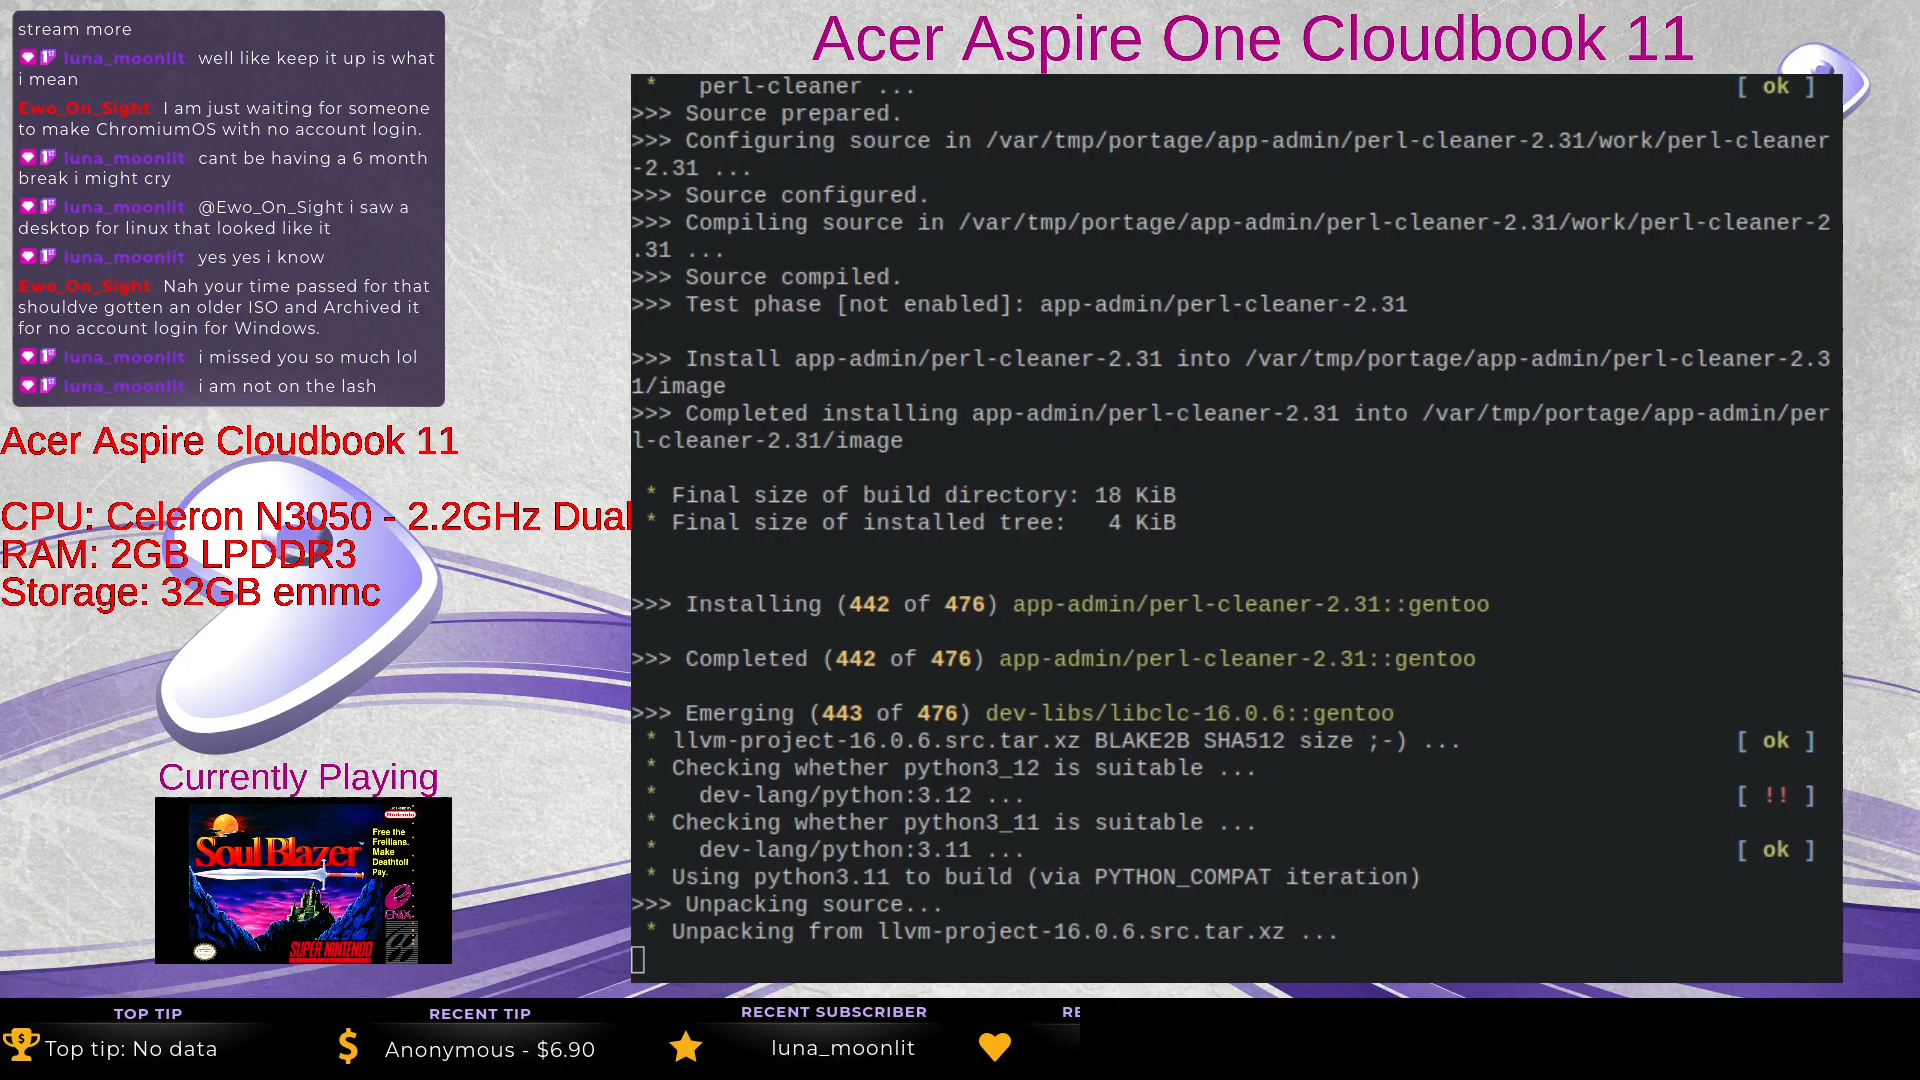 stream more
luna_moonlit: well like keep it up is what
i mean
Ewo_On_Sight: I am just waiting for someone
to make ChromiumOS with no account login.
luna_moonlit: cant be having a 6 month
break i might cry
luna_moonlit: @Ewo_On_Sight i saw a
desktop for linux that looked like it
luna_moonlit: yes yes i know
Ewo_On_Sight: Nah your time passed for that
shouldve gotten an older ISO and Archived it
for no account login for Windows.
luna_moonlit: i missed you so much lol
luna_moonlit: i am not on the lash
Acer Aspire Cloudbook 11
CPU: Celeron N3050 - 2.2GHz Dual
RAM: 2GB LPDDR3
Storage: 32GB emmc
Currently Playing
Nintendo
Soul Blazer
Free the
Freilians.
Make
Deathtoll
Pay.
ENIX
SUPER NINTENDO
Acer Aspire One Cloudbook 11
 *   perl-cleaner ... [ ok ]
>>> Source prepared.
>>> Configuring source in /var/tmp/portage/app-admin/perl-cleaner-2.31/work/perl-cleaner
-2.31 ...
>>> Source configured.
>>> Compiling source in /var/tmp/portage/app-admin/perl-cleaner-2.31/work/perl-cleaner-2
.31 ...
>>> Source compiled.
>>> Test phase [not enabled]: app-admin/perl-cleaner-2.31
>>> Install app-admin/perl-cleaner-2.31 into /var/tmp/portage/app-admin/perl-cleaner-2.3
1/image
>>> Completed installing app-admin/perl-cleaner-2.31 into /var/tmp/portage/app-admin/per
l-cleaner-2.31/image
 * Final size of build directory: 18 KiB
 * Final size of installed tree:   4 KiB
>>> Installing (442 of 476) app-admin/perl-cleaner-2.31::gentoo
>>> Completed (442 of 476) app-admin/perl-cleaner-2.31::gentoo
>>> Emerging (443 of 476) dev-libs/libclc-16.0.6::gentoo
 * llvm-project-16.0.6.src.tar.xz BLAKE2B SHA512 size ;-) ... [ ok ]
 * Checking whether python3_12 is suitable ...
 *   dev-lang/python:3.12 ... [ !! ]
 * Checking whether python3_11 is suitable ...
 *   dev-lang/python:3.11 ... [ ok ]
 * Using python3.11 to build (via PYTHON_COMPAT iteration)
>>> Unpacking source...
 * Unpacking from llvm-project-16.0.6.src.tar.xz ...
TOP TIP
Top tip: No data
RECENT TIP
Anonymous - $6.90
RECENT SUBSCRIBER
luna_moonlit
RE